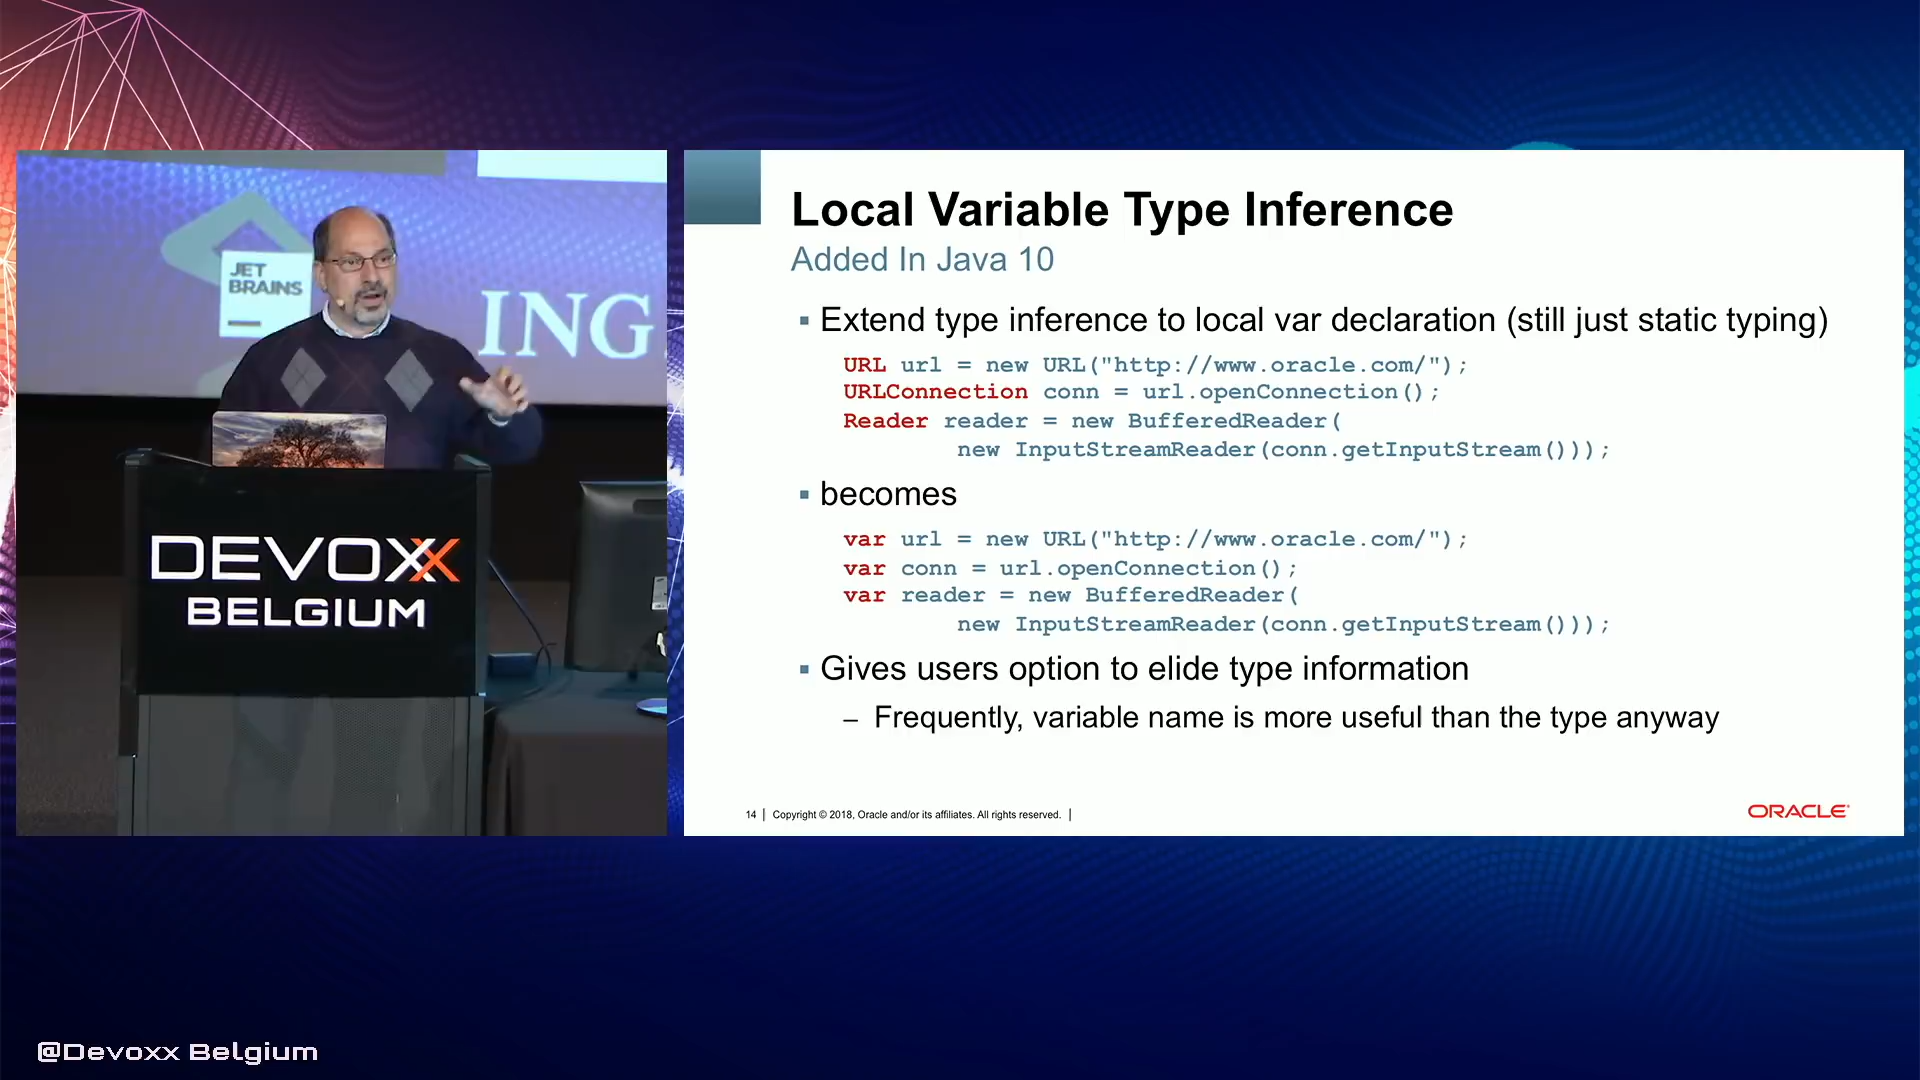 JET
BRAINS
ING
DEVOXX
BELGIUM
Local Variable Type Inference
Added In Java 10
▪ Extend type inference to local var declaration (still just static typing)
URL url = new URL("http://www.oracle.com/");
URLConnection conn = url.openConnection();
Reader reader = new BufferedReader(
new InputStreamReader(conn.getInputStream()));
▪ becomes
var url = new URL("http://www.oracle.com/");
var conn = url.openConnection();
var reader = new BufferedReader(
new InputStreamReader(conn.getInputStream()));
▪ Gives users option to elide type information
– Frequently, variable name is more useful than the type anyway
14 | Copyright © 2018, Oracle and/or its affiliates. All rights reserved. |
ORACLE
@Devoxx Belgium